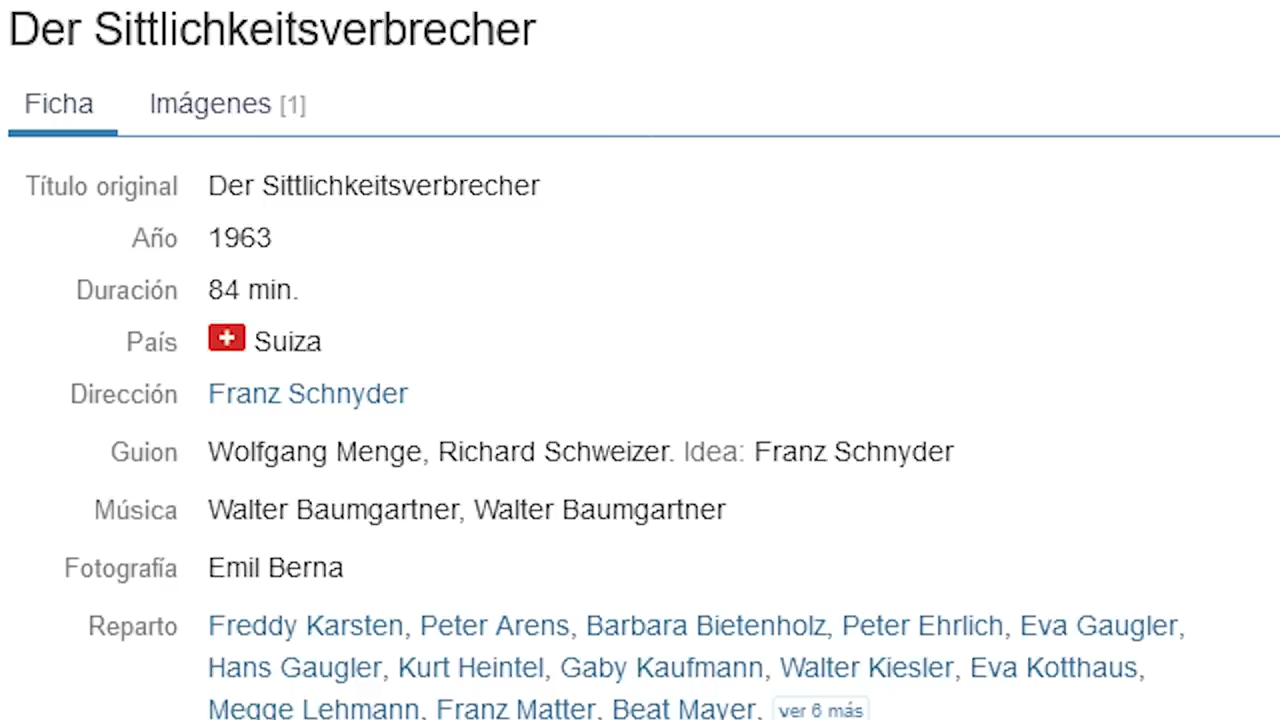 Der Sittlichkeitsverbrecher
Ficha Imágenes [1]
Título original Der Sittlichkeitsverbrecher
Año 1963
Duración 84 min.
País Suiza
Dirección Franz Schnyder
Guion Wolfgang Menge, Richard Schweizer. Idea: Franz Schnyder
Música Walter Baumgartner, Walter Baumgartner
Fotografía Emil Berna
Reparto Freddy Karsten, Peter Arens, Barbara Bietenholz, Peter Ehrlich, Eva Gaugler,
Hans Gaugler, Kurt Heintel, Gaby Kaufmann, Walter Kiesler, Eva Kotthaus,
Megge Lehmann, Franz Matter, Beat Mayer, ver 6 más